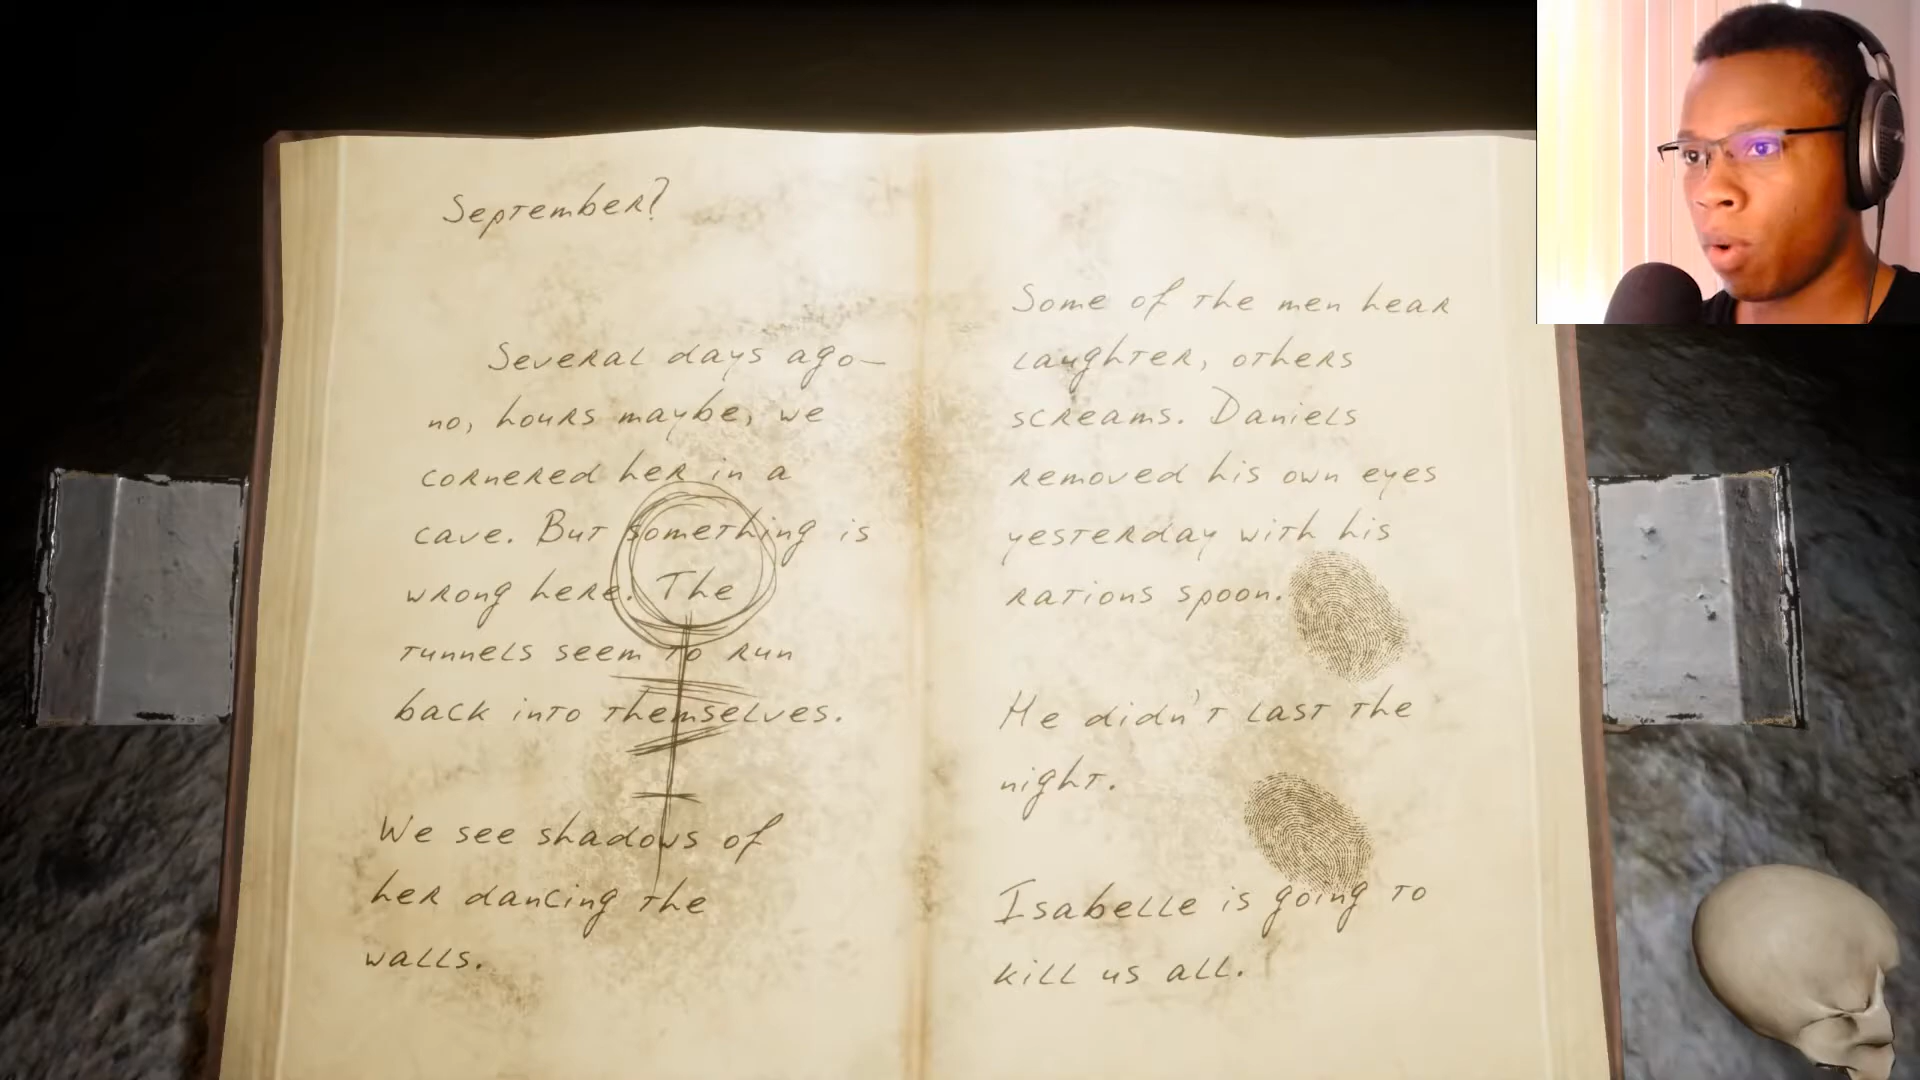 September?
Several days ago—
no, hours maybe, we
cornered her in a
cave. But something is
wrong here. The
tunnels seem to run
back into themselves.
We see shadows of
her dancing the
walls.
Some of the men hear
laughter, others
screams. Daniels
removed his own eyes
yesterday with his
rations spoon.
He didn't last the
night.
Isabelle is going to
kill us all.